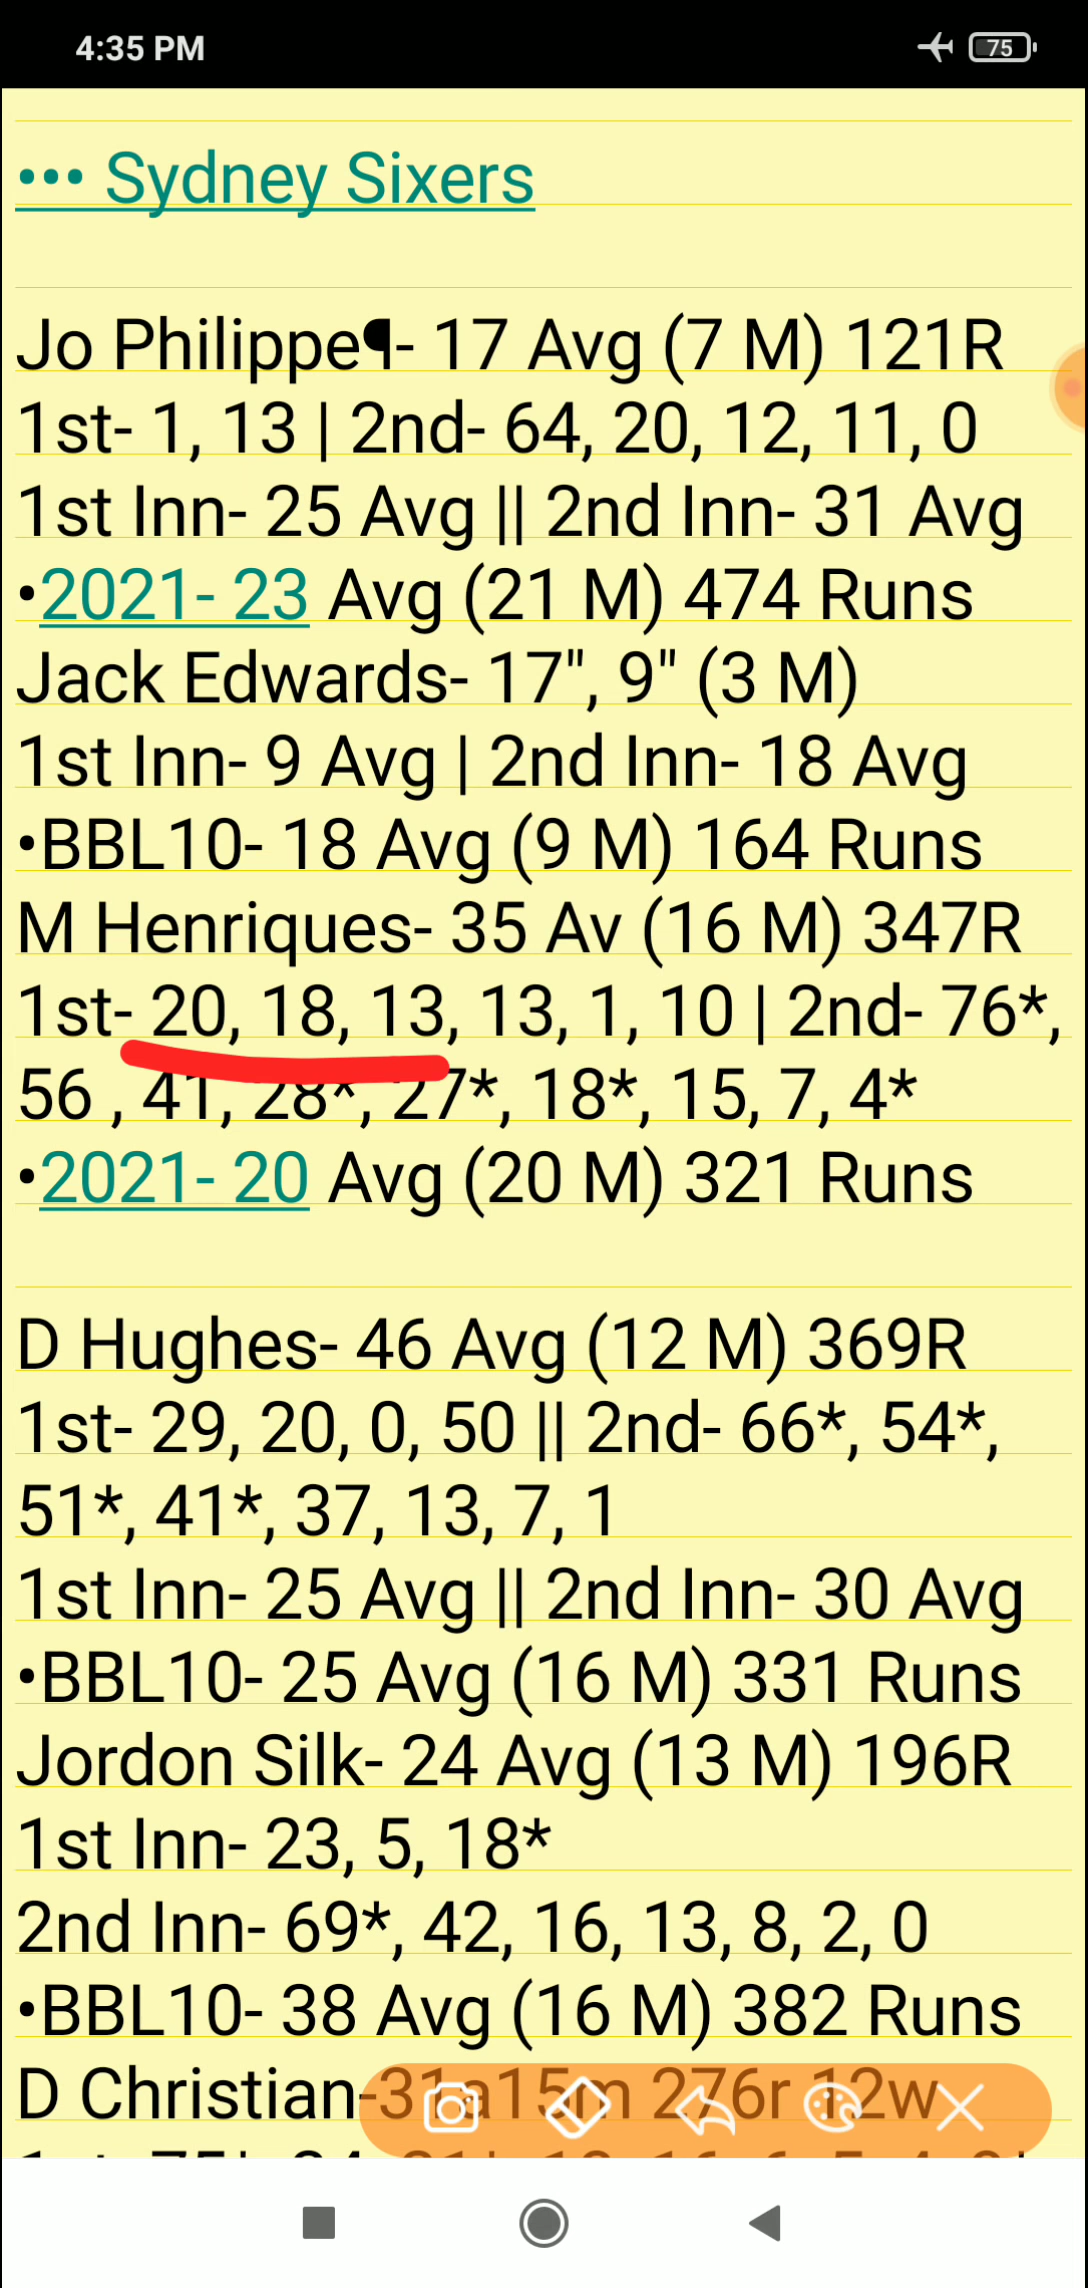 4:35 PM 75
••• Sydney Sixers
Jo Philippe¶- 17 Avg (7 M) 121R
1st- 1, 13 | 2nd- 64, 20, 12, 11, 0
1st Inn- 25 Avg || 2nd Inn- 31 Avg
•2021- 23 Avg (21 M) 474 Runs
Jack Edwards- 17", 9" (3 M)
1st Inn- 9 Avg | 2nd Inn- 18 Avg
•BBL10- 18 Avg (9 M) 164 Runs
M Henriques- 35 Av (16 M) 347R
1st- 20, 18, 13, 13, 1, 10 | 2nd- 76*,
56 , 41, 28*, 27*, 18*, 15, 7, 4*
•2021- 20 Avg (20 M) 321 Runs
D Hughes- 46 Avg (12 M) 369R
1st- 29, 20, 0, 50 || 2nd- 66*, 54*,
51*, 41*, 37, 13, 7, 1
1st Inn- 25 Avg || 2nd Inn- 30 Avg
•BBL10- 25 Avg (16 M) 331 Runs
Jordon Silk- 24 Avg (13 M) 196R
1st Inn- 23, 5, 18*
2nd Inn- 69*, 42, 16, 13, 8, 2, 0
•BBL10- 38 Avg (16 M) 382 Runs
D Christian-31a15m 276r 12w